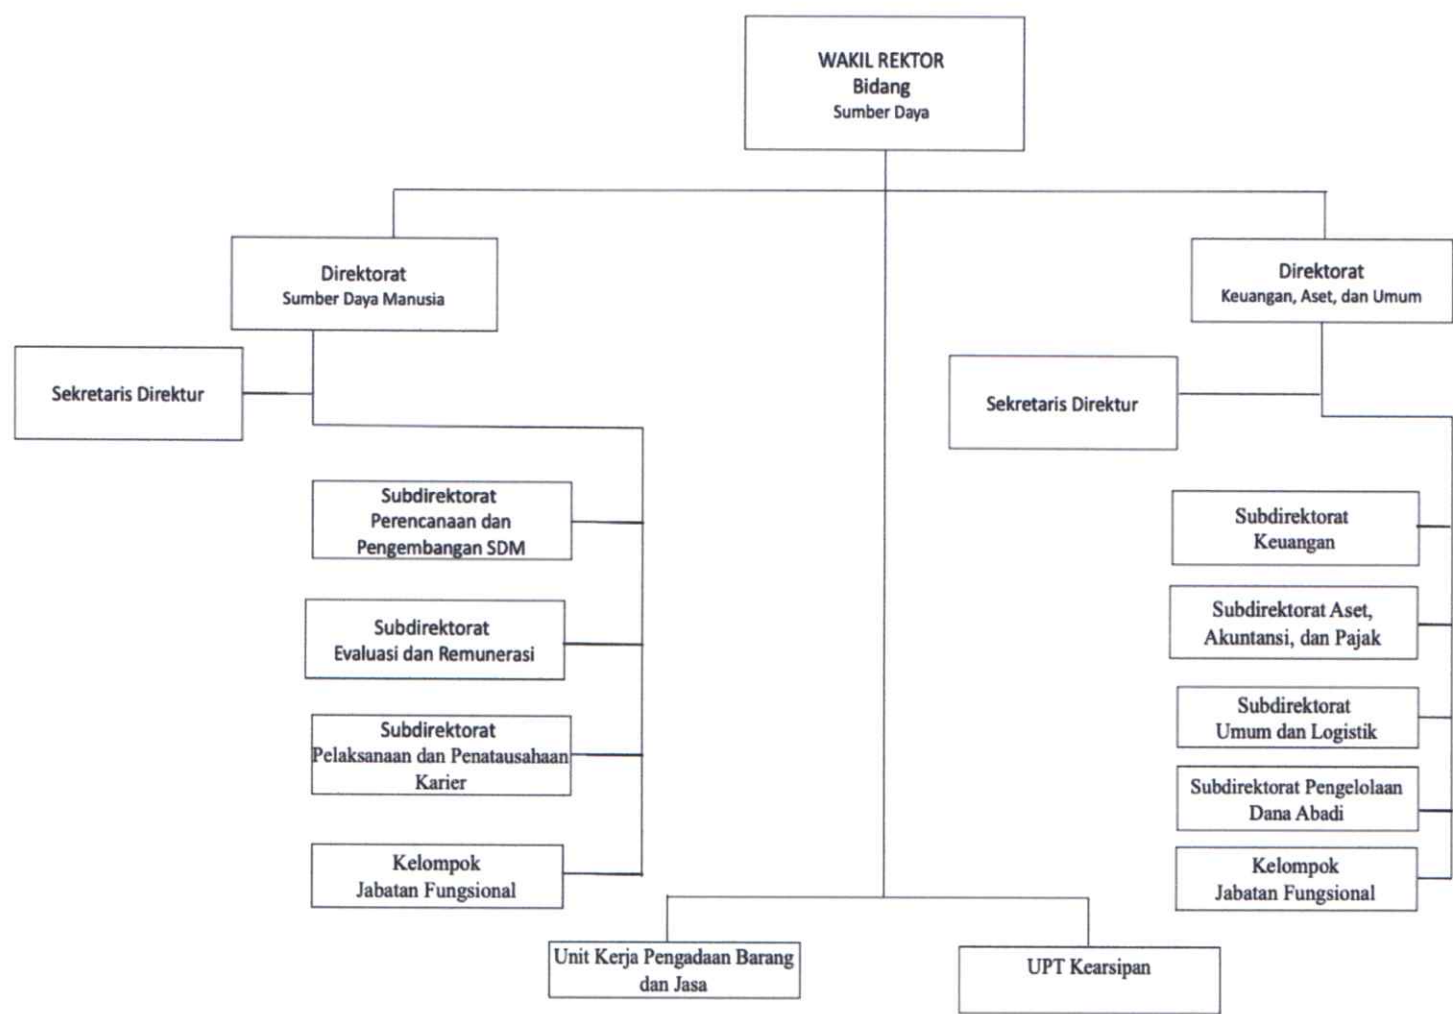 WAKIL REKTOR
Bidang
Sumber Daya
Direktorat
Sumber Daya Manusia
Direktorat
Keuangan, Aset, dan Umum
Sekretaris Direktur
Sekretaris Direktur
Subdirektorat
Perencanaan dan
Pengembangan SDM
Subdirektorat
Evaluasi dan Remunerasi
Subdirektorat
Pelaksanaan dan Penatausahaan
Karier
Kelompok
Jabatan Fungsional
Subdirektorat
Keuangan
Subdirektorat Aset,
Akuntansi, dan Pajak
Subdirektorat
Umum dan Logistik
Subdirektorat Pengelolaan
Dana Abadi
Kelompok
Jabatan Fungsional
Unit Kerja Pengadaan Barang
dan Jasa
UPT Kearsipan